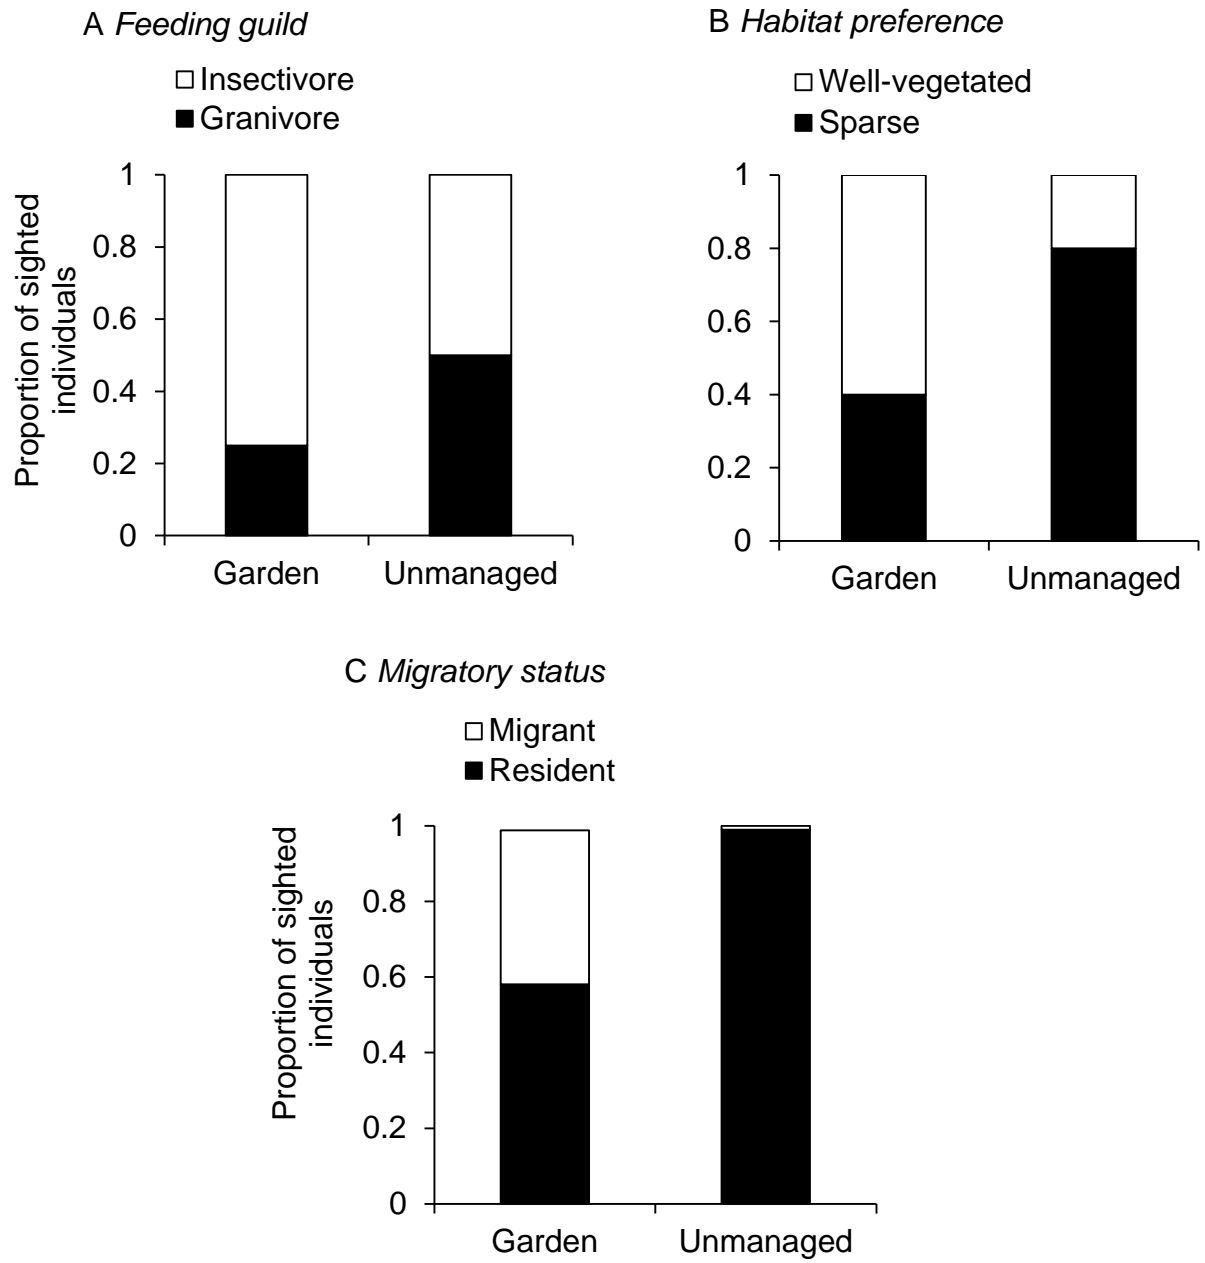 A Feeding guild
Insectivore
Granivore
Proportion of sighted
individuals
1
0.8
0.6
0.4
0.2
0
Garden
Unmanaged
B Habitat preference
Well-vegetated
Sparse
1
0.8
0.6
0.4
0.2
0
Garden
Unmanaged
C Migratory status
Migrant
Resident
Proportion of sighted
individuals
1
0.8
0.6
0.4
0.2
0
Garden
Unmanaged